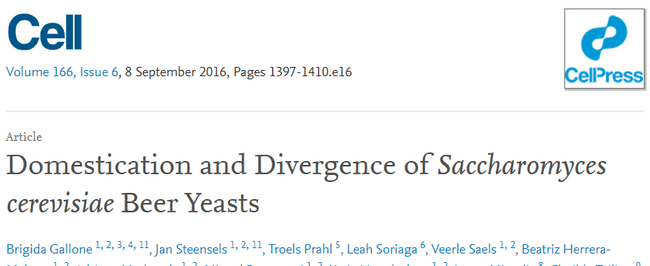 Cell
CellPress
Volume 166, Issue 6, 8 September 2016, Pages 1397-1410.e16
Article
Domestication and Divergence of Saccharomyces
cerevisiae Beer Yeasts
Brigida Gallone 1, 2, 3, 4, 11, Jan Steensels 1, 2, 11, Troels Prahl 5, Leah Soriaga 6, Veerle Saels 1, 2, Beatriz Herrera-